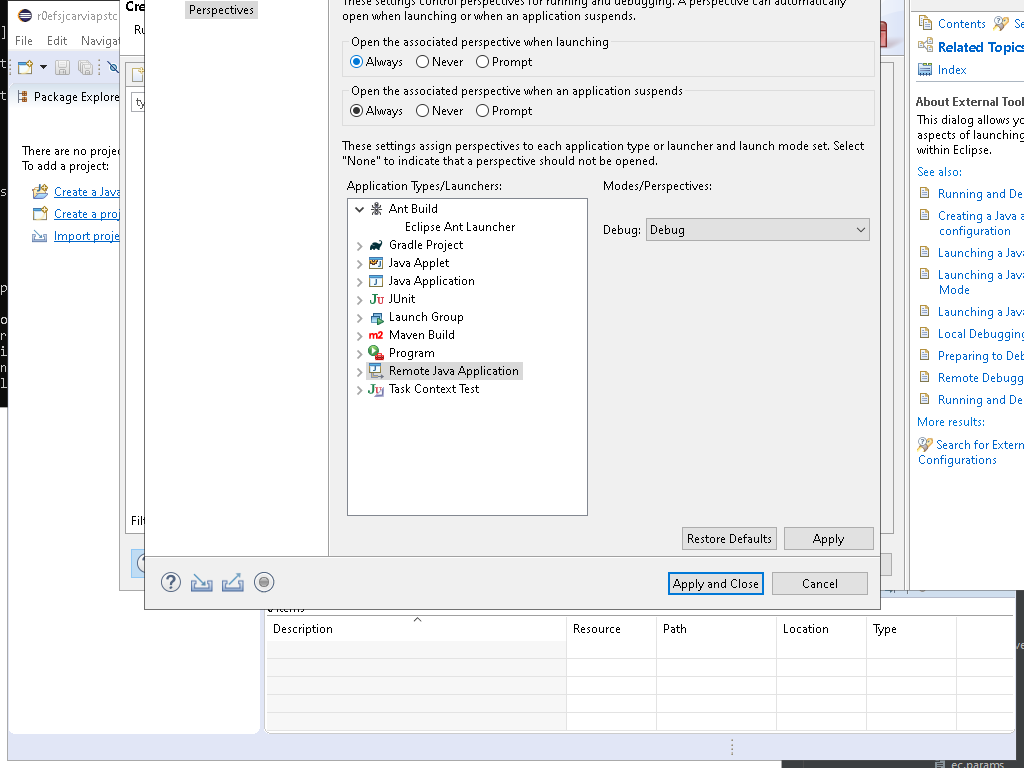 r0efsjcarviapstc
File Edit Naviga
Package Explore
There are no proje
To add a project:
Create a Java
Create a proj
Import proje
Cre
Ru
ty
Filt
Perspectives
These settings control perspectives for running and debugging. A perspective can automatically
open when launching or when an application suspends.
Open the associated perspective when launching
Always Never Prompt
Open the associated perspective when an application suspends
Always Never Prompt
These settings assign perspectives to each application type or launcher and launch mode set. Select
"None" to indicate that a perspective should not be opened.
Application Types/Launchers:
Modes/Perspectives:
Ant Build
Eclipse Ant Launcher
Gradle Project
Java Applet
Java Application
JUnit
Launch Group
Maven Build
Program
Remote Java Application
Task Context Test
Debug: Debug
Restore Defaults Apply
Apply and Close Cancel
Contents Se
Related Topics
Index
About External Tool
This dialog allows yo
aspects of launching
within Eclipse.
See also:
Running and De
Creating a Java a
configuration
Launching a Java
Launching a Java
Mode
Launching a Java
Local Debugging
Preparing to Deb
Remote Debugg
Running and De
More results:
Search for Extern
Configurations
items
Description Resource Path Location Type
ec.params